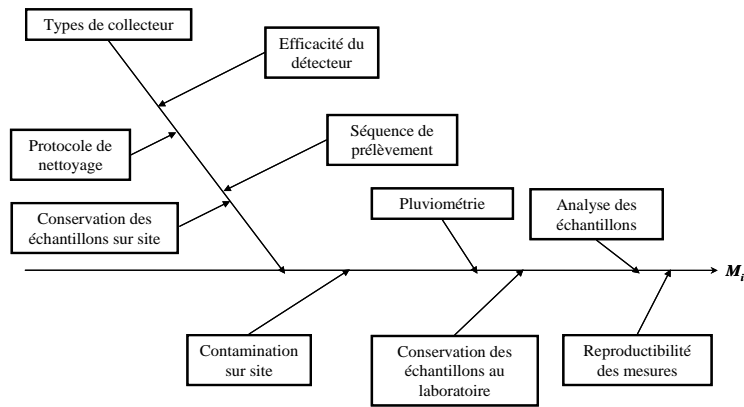 Types de collecteur
Efficacité du
détecteur
Protocole de
nettoyage
Séquence de
prélèvement
Conservation des
échantillons sur site
Pluviométrie
Analyse des
échantillons
M_i
Contamination
sur site
Conservation des
échantillons au
laboratoire
Reproductibilité
des mesures